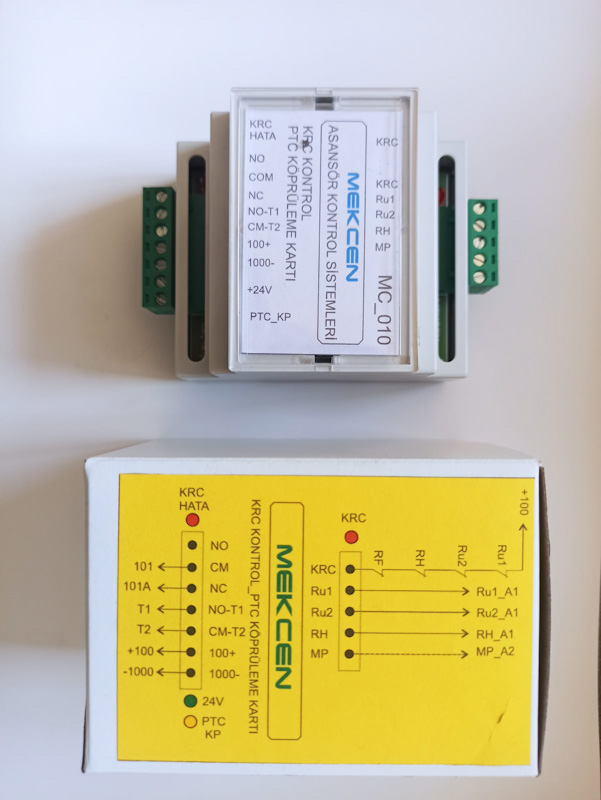 KRC
HATA
NO
COM
NC
NO-T1
CM-T2
100+
1000-
+24V
PTC_KP
KRC KONTROL
PTC KÖPRÜLEME KARTI
ASANSÖR KONTROL SİSTEMLERİ
MEKCEN
KRC
KRC
Ru1
Ru2
RH
MP
MC_010
KRC
HATA
NO
101 CM
101A NC
T1 NO-T1
T2 CM-T2
+100 100+
-1000 1000-
24V
PTC
KP
KRC KONTROL_PTC KÖPRÜLEME KARTI
MEKCEN
KRC
+100
RF RH Ru2 Ru1
KRC
Ru1 Ru1_A1
Ru2 Ru2_A1
RH RH_A1
MP MP_A2